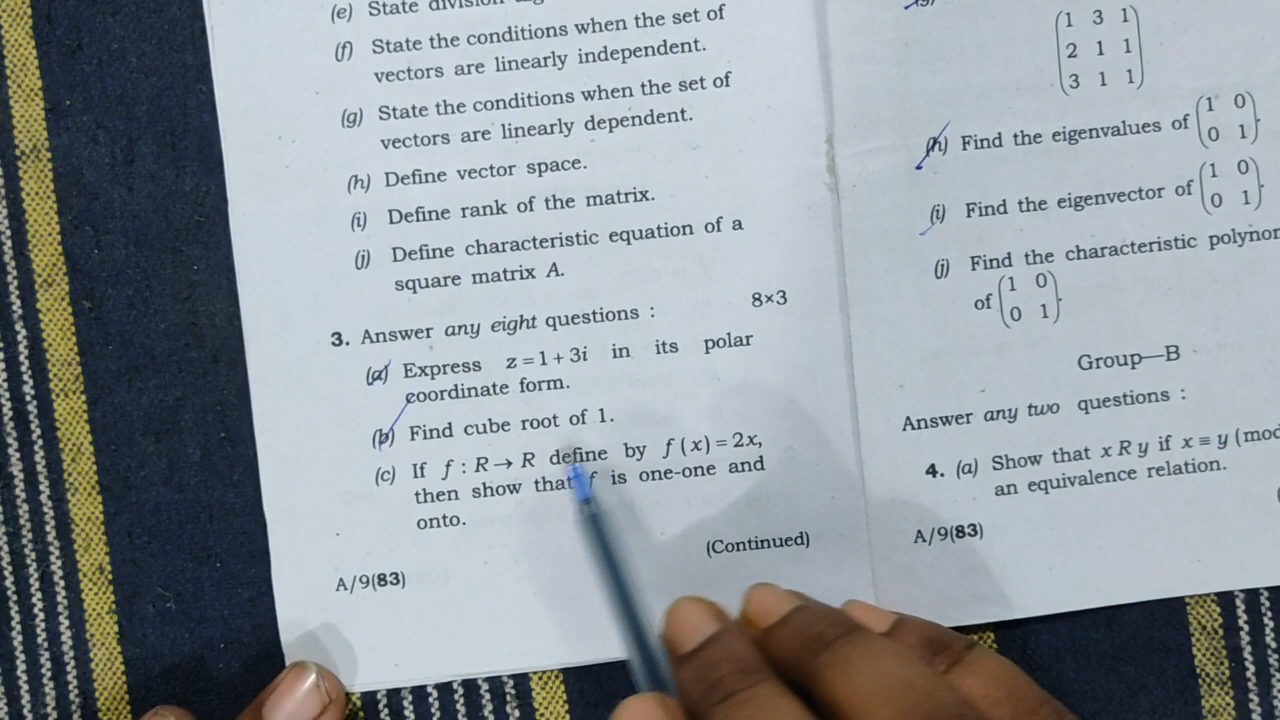 (e) State division
(f) State the conditions when the set of
vectors are linearly independent.
(g) State the conditions when the set of
vectors are linearly dependent.
(h) Define vector space.
(i) Define rank of the matrix.
(j) Define characteristic equation of a
square matrix A.
3. Answer any eight questions : 8×3
(a) Express z = 1 + 3i in its polar
coordinate form.
(b) Find cube root of 1.
(c) If f : R → R define by f (x) = 2x,
then show that f is one-one and
onto.
(Continued)
A/9(83)
1 3 1
2 1 1
3 1 1
(h) Find the eigenvalues of (1 0
0 1).
(i) Find the eigenvector of (1 0
0 1).
(j) Find the characteristic
of (1 0
0 1).
Group—B
Answer any two questions :
4. (a) Show that x R y if x ≡ y (mod
an equivalence relation.
A/9(83)